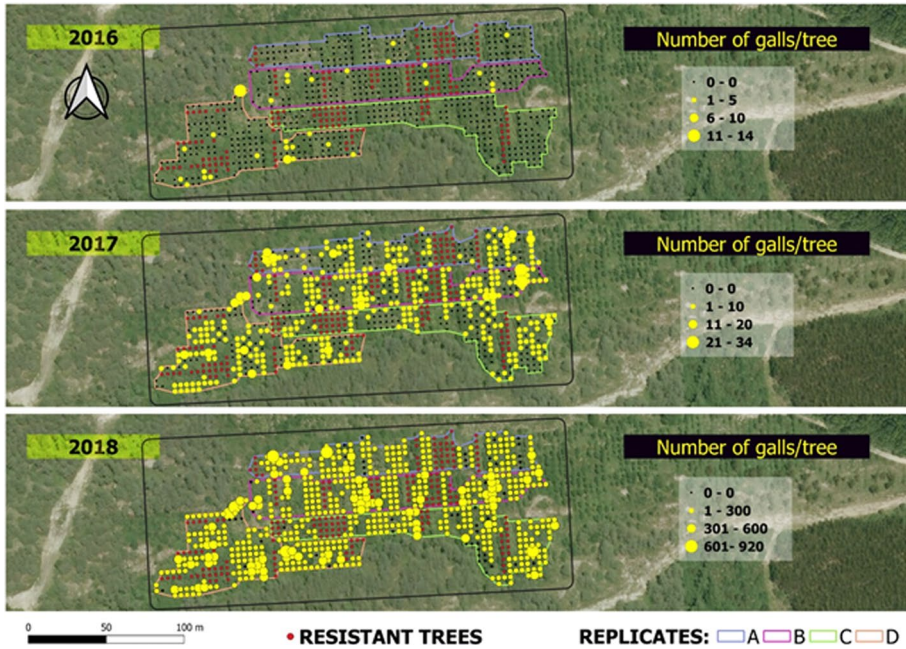 2016
Number of galls/tree
0 - 0
1 - 5
6 - 10
11 - 14
2017
Number of galls/tree
0 - 0
1 - 10
11 - 20
21 - 34
2018
Number of galls/tree
0 - 0
1 - 300
301 - 600
601- 920
0 50 100 m
RESISTANT TREES
REPLICATES: A B C D